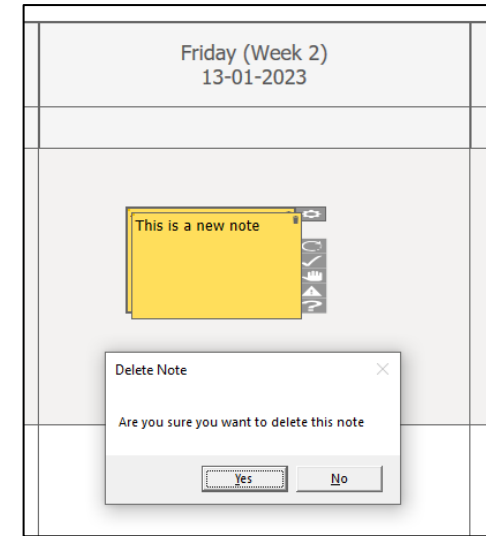 Friday (Week 2)
13-01-2023
This is a new note
Delete Note
Are you sure you want to delete this note
Yes
No